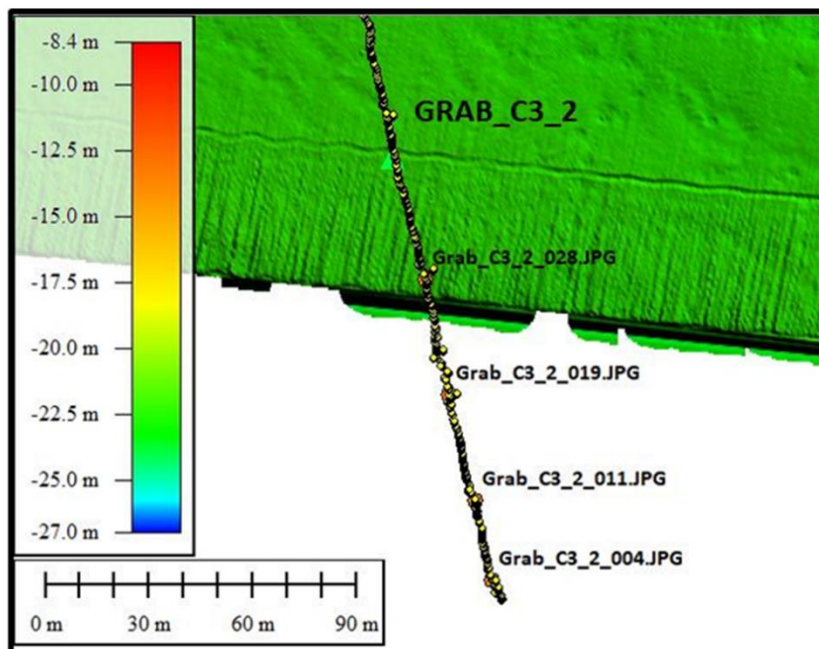 -8.4 m
-10.0 m
-12.5 m
-15.0 m
-17.5 m
-20.0 m
-22.5 m
-25.0 m
-27.0 m
GRAB_C3_2
Grab_C3_2_028.JPG
Grab_C3_2_019.JPG
Grab_C3_2_011.JPG
Grab_C3_2_004.JPG
0 m 30 m 60 m 90 m